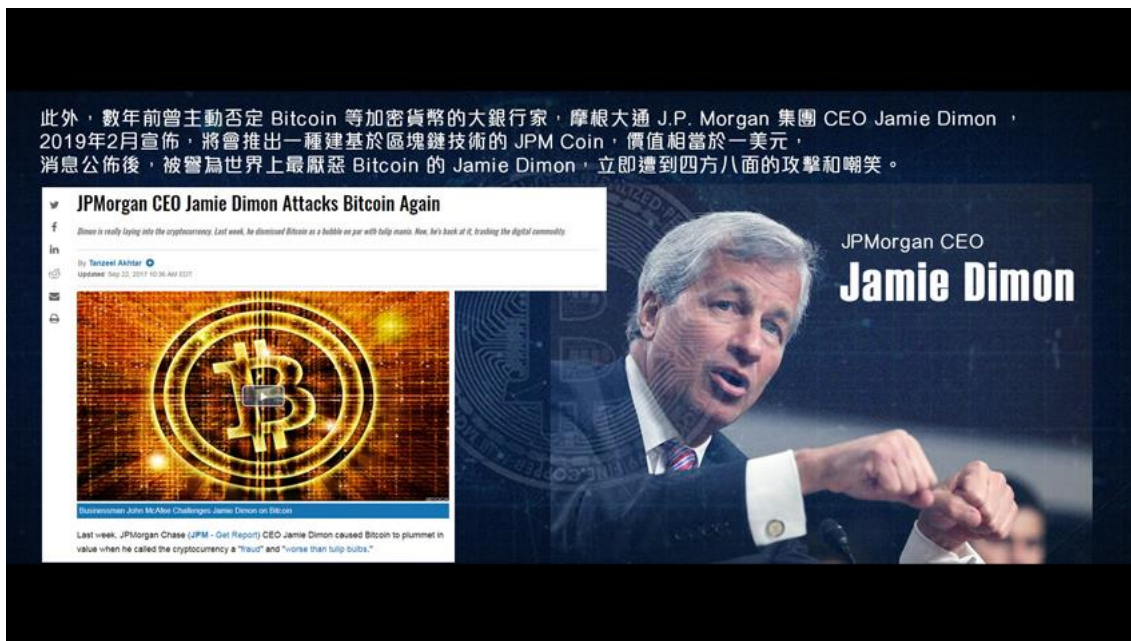 此外，數年前曾主動否定 Bitcoin 等加密貨幣的大銀行家，摩根大通 J.P. Morgan 集團 CEO Jamie Dimon ，
2019年2月宣佈，將會推出一種建基於區塊鏈技術的 JPM Coin，價值相當於一美元，
消息公佈後，被譽為世界上最厭惡 Bitcoin 的 Jamie Dimon，立即遭到四方八面的攻擊和嘲笑。
JPMorgan CEO Jamie Dimon Attacks Bitcoin Again
Dimon is really laying into the cryptocurrency. Last week, he dismissed Bitcoin as a bubble on par with tulip mania. Now, he's back at it, trashing the digital commodity.
By Tanzeel Akhtar
Updated Sep 22, 2017 10:36 AM EDT
Businessman John McAfee Challenges Jamie Dimon on Bitcoin
Last week, JPMorgan Chase (JPM - Get Report) CEO Jamie Dimon caused Bitcoin to plummet in
value when he called the cryptocurrency a "fraud" and "worse than tulip bulbs."
JPMorgan CEO
Jamie Dimon